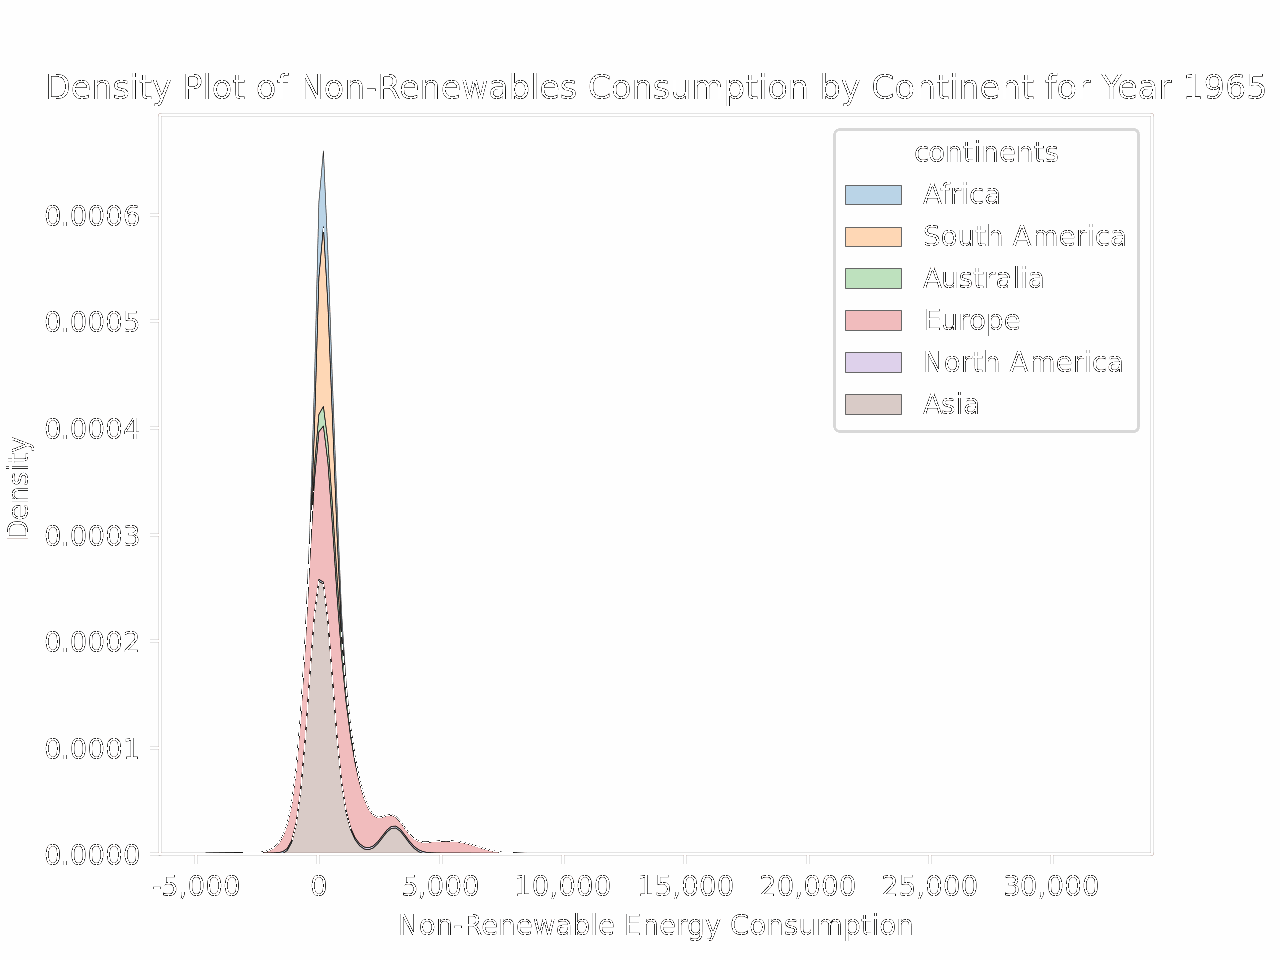 Density Plot of Non-Renewables Consumption by Continent for Year 1965
continents
Africa
South America
Australia
Europe
North America
Asia
0.0006
0.0005
0.0004
0.0003
0.0002
0.0001
0.0000
Density
-5,000
0
5,000
10,000
15,000
20,000
25,000
30,000
Non-Renewable Energy Consumption